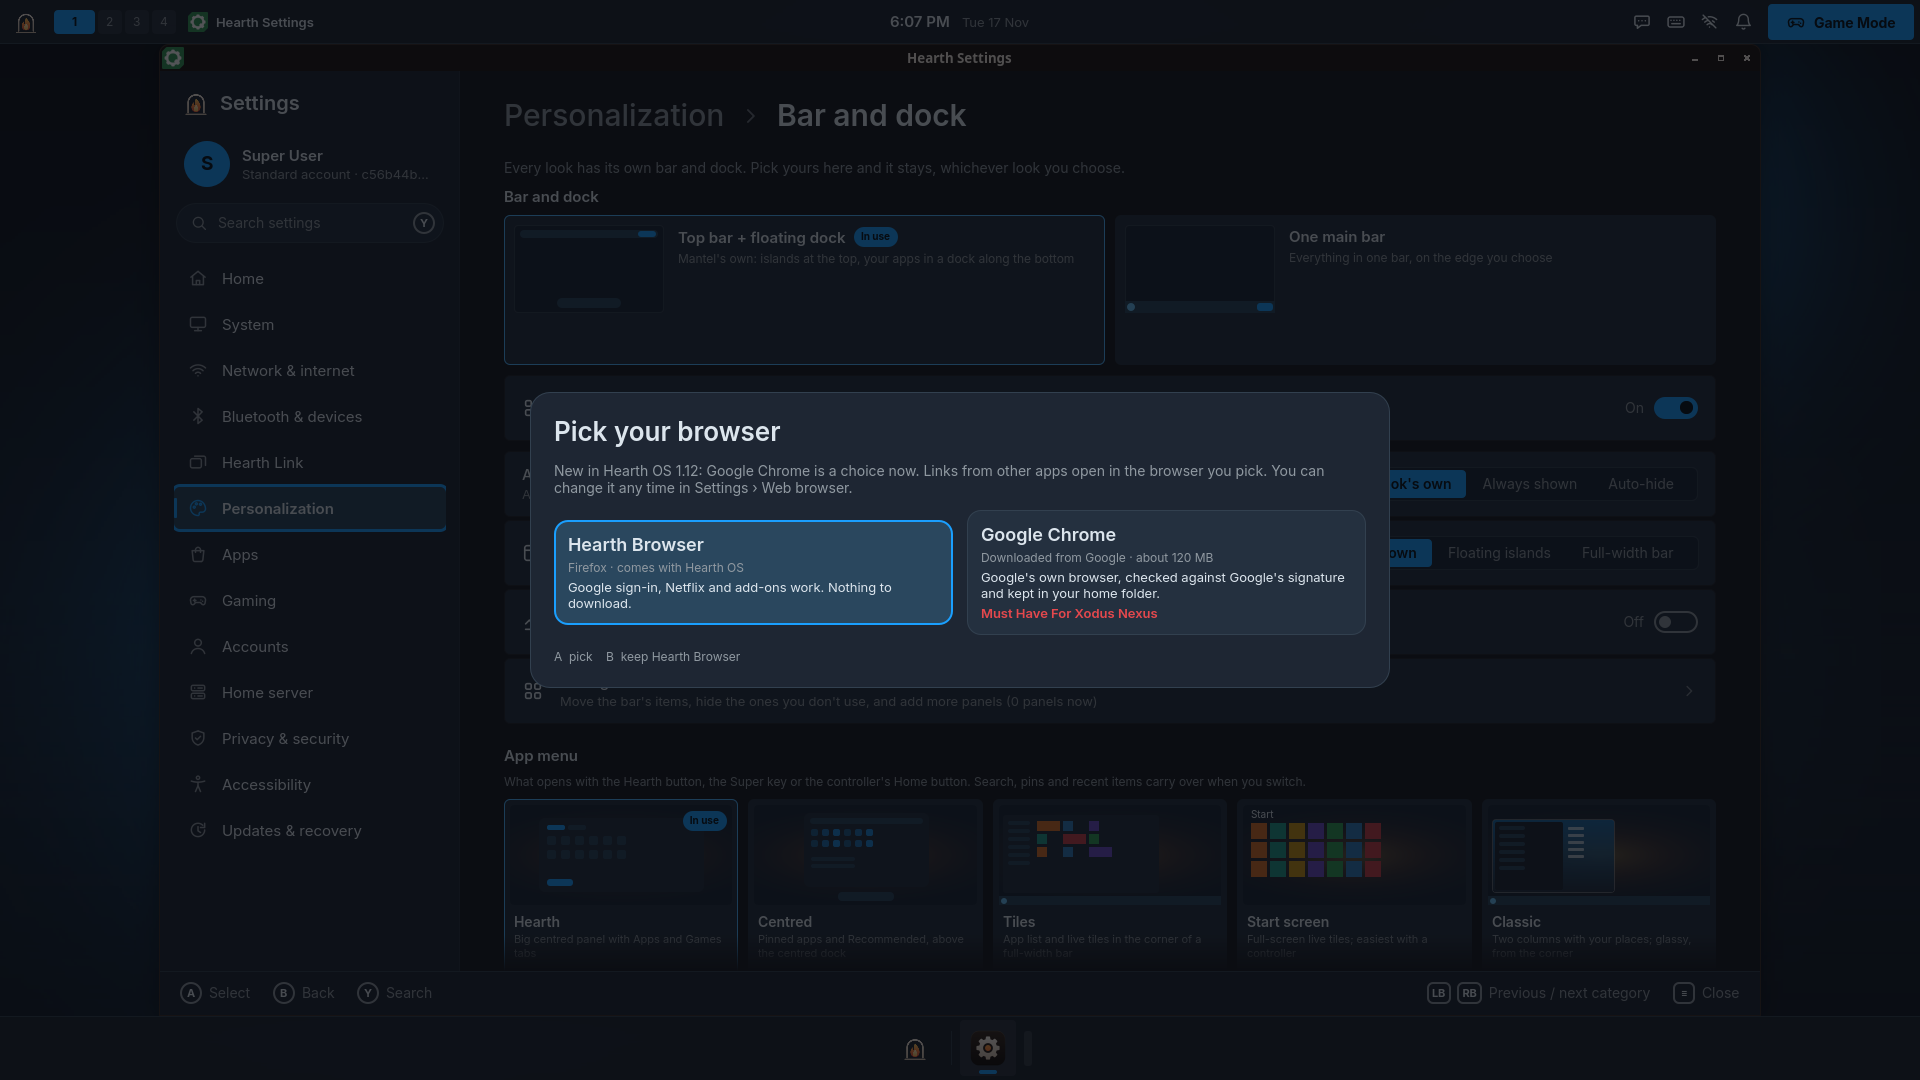 1 2 3 4 Hearth Settings 6:07 PM Tue 17 Nov Game Mode
Hearth Settings
Settings
S Super User
Standard account · c56b44b...
Search settings Y
Home
System
Network & internet
Bluetooth & devices
Hearth Link
Personalization
Apps
Gaming
Accounts
Home server
Privacy & security
Accessibility
Updates & recovery
Personalization › Bar and dock
Every look has its own bar and dock. Pick yours here and it stays, whichever look you choose.
Bar and dock
Top bar + floating dock In use
Mantel's own: islands at the top, your apps in a dock along the bottom
One main bar
Everything in one bar, on the edge you choose
On
ok's own Always shown Auto-hide
own Floating islands Full-width bar
Off
Pick your browser
New in Hearth OS 1.12: Google Chrome is a choice now. Links from other apps open in the browser you pick. You can
change it any time in Settings › Web browser.
Hearth Browser
Firefox · comes with Hearth OS
Google sign-in, Netflix and add-ons work. Nothing to
download.
Google Chrome
Downloaded from Google · about 120 MB
Google's own browser, checked against Google's signature
and kept in your home folder.
Must Have For Xodus Nexus
A pick B keep Hearth Browser
Move the bar's items, hide the ones you don't use, and add more panels (0 panels now)
App menu
What opens with the Hearth button, the Super key or the controller's Home button. Search, pins and recent items carry over when you switch.
In use
Hearth
Big centred panel with Apps and Games
tabs
Centred
Pinned apps and Recommended, above
the centred dock
Tiles
App list and live tiles in the corner of a
full-width bar
Start
Start screen
Full-screen live tiles; easiest with a
controller
Classic
Two columns with your places; glassy,
from the corner
A Select B Back Y Search LB RB Previous / next category Close